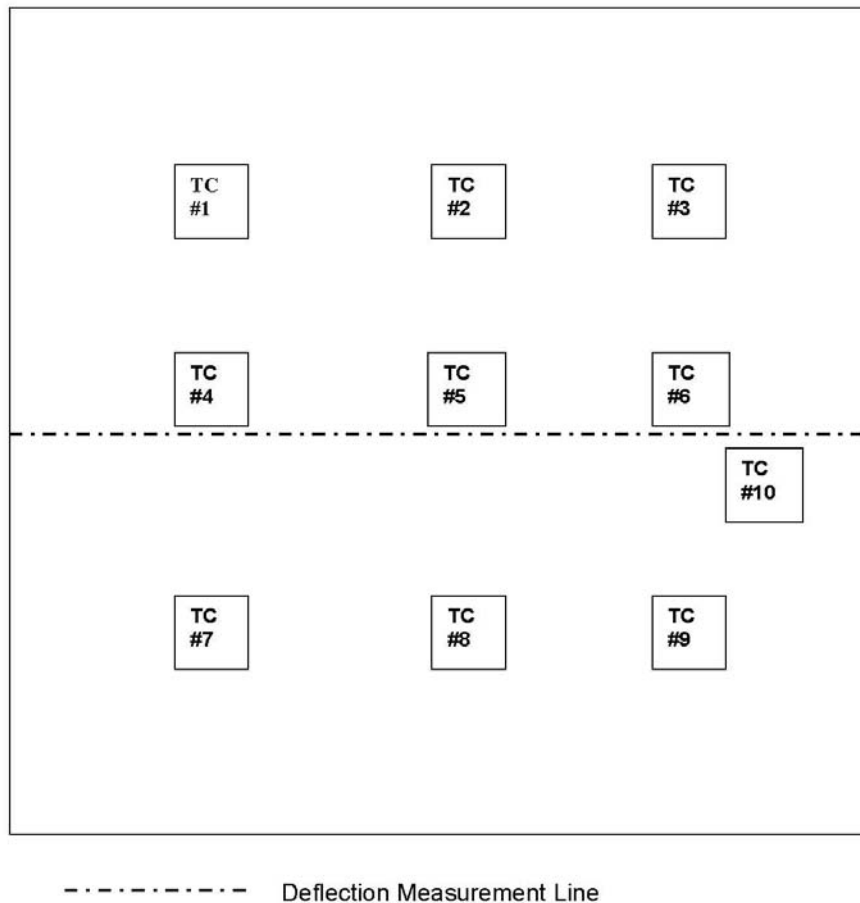 TC
#1
TC
#2
TC
#3
TC
#4
TC
#5
TC
#6
TC
#10
TC
#7
TC
#8
TC
#9
Deflection Measurement Line